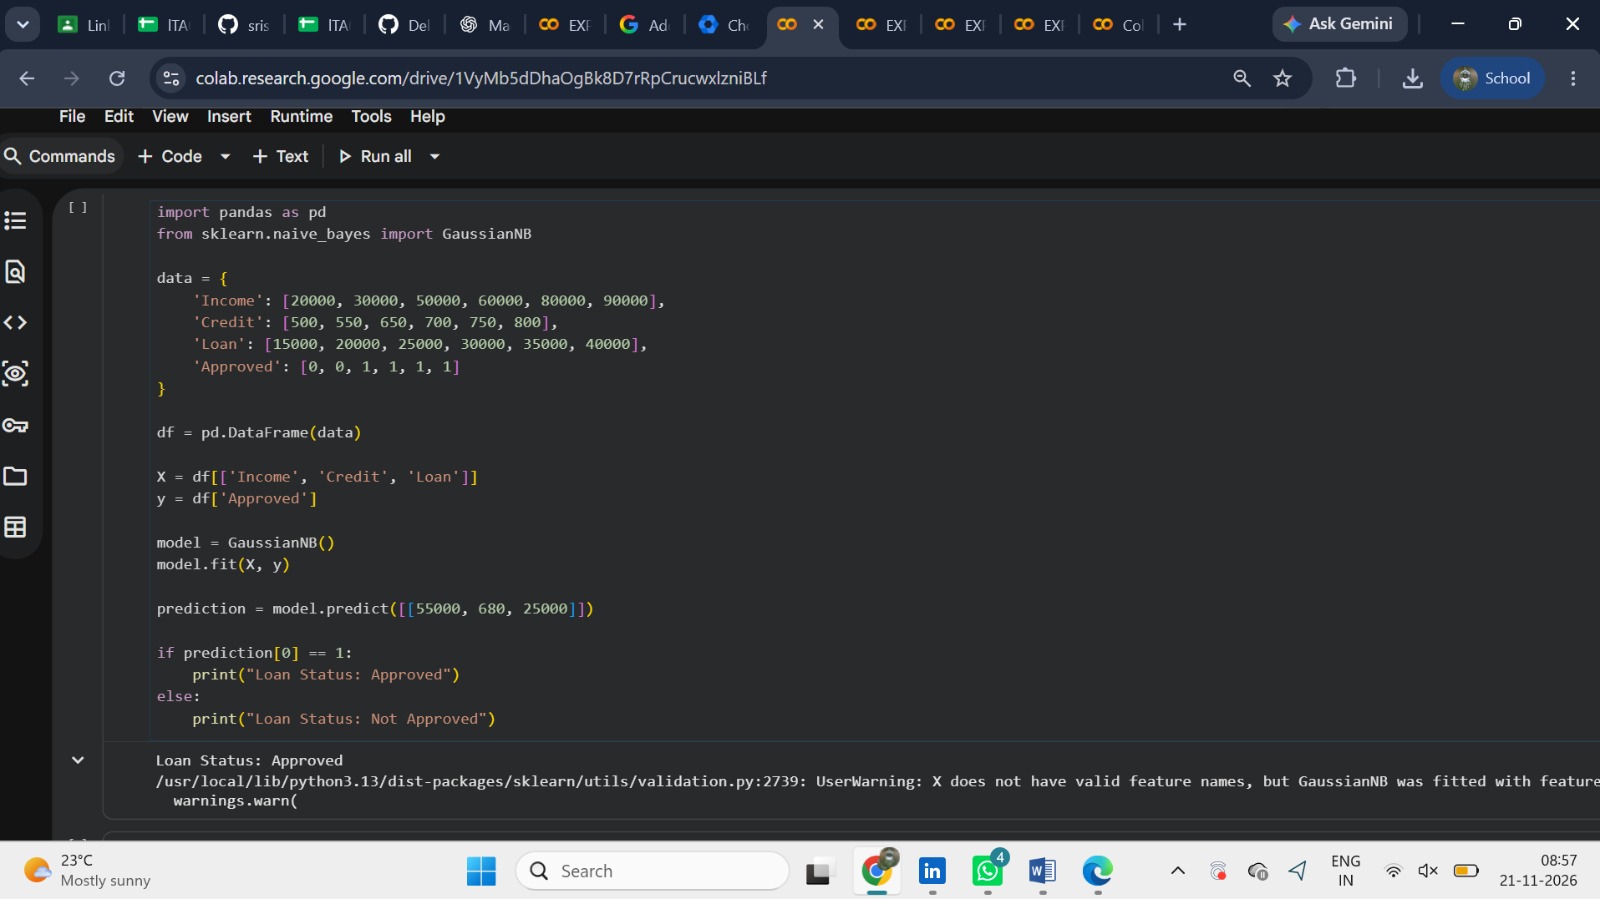 Lin
ITA
sris
ITA
Del
Ma
EXF
Ad
Ch
EXF
EXF
EXF
Co
Ask Gemini
colab.research.google.com/drive/1VyMb5dDhaOgBk8D7rRpCrucwxlzniBLf
School
File Edit View Insert Runtime Tools Help
Commands + Code + Text Run all
[ ]
import pandas as pd
from sklearn.naive_bayes import GaussianNB
data = {
'Income': [20000, 30000, 50000, 60000, 80000, 90000],
'Credit': [500, 550, 650, 700, 750, 800],
'Loan': [15000, 20000, 25000, 30000, 35000, 40000],
'Approved': [0, 0, 1, 1, 1, 1]
}
df = pd.DataFrame(data)
X = df[['Income', 'Credit', 'Loan']]
y = df['Approved']
model = GaussianNB()
model.fit(X, y)
prediction = model.predict([[55000, 680, 25000]])
if prediction[0] == 1:
print("Loan Status: Approved")
else:
print("Loan Status: Not Approved")
Loan Status: Approved
/usr/local/lib/python3.13/dist-packages/sklearn/utils/validation.py:2739: UserWarning: X does not have valid feature names, but GaussianNB was fitted with feature
warnings.warn(
23°C
Mostly sunny
Search
4
ENG
IN
08:57
21-11-2026